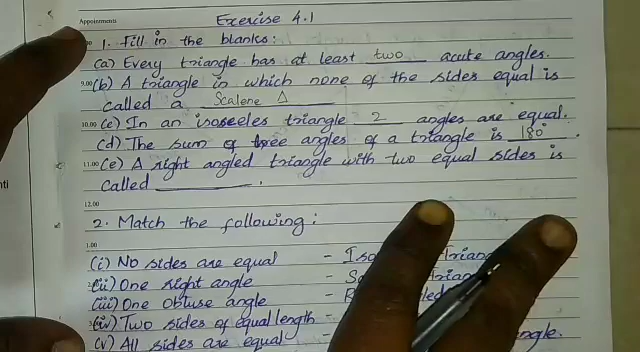 Appointments
Exercise 4.1
1. Fill in the blanks:
(a) Every triangle has at least two acute angles.
9.00 (b) A triangle in which none of the sides equal is
called a Scalene Δ
10.00 (c) In an isosceles triangle 2 angles are equal.
(d) The sum of three angles of a triangle is 180°.
11.00 (e) A right angled triangle with two equal sides is
called ________.
12.00
2. Match the following:
1.00
(i) No sides are equal -
(ii) One right angle -
(iii) One obtuse angle -
(iv) Two sides of equal length -
(v) All sides are equal -